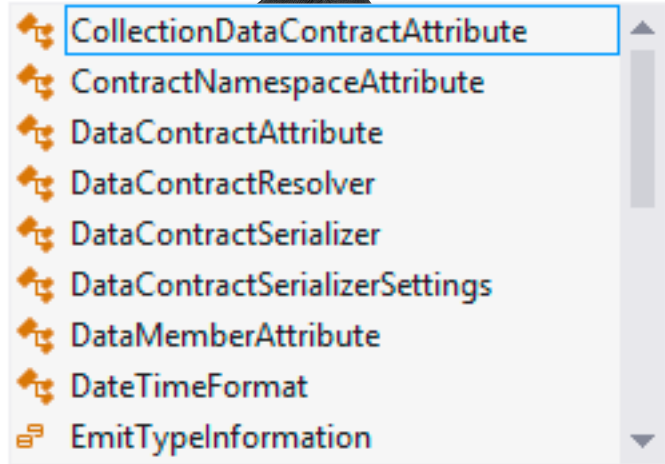 CollectionDataContractAttribute
ContractNamespaceAttribute
DataContractAttribute
DataContractResolver
DataContractSerializer
DataContractSerializerSettings
DataMemberAttribute
DateTimeFormat
EmitTypeInformation